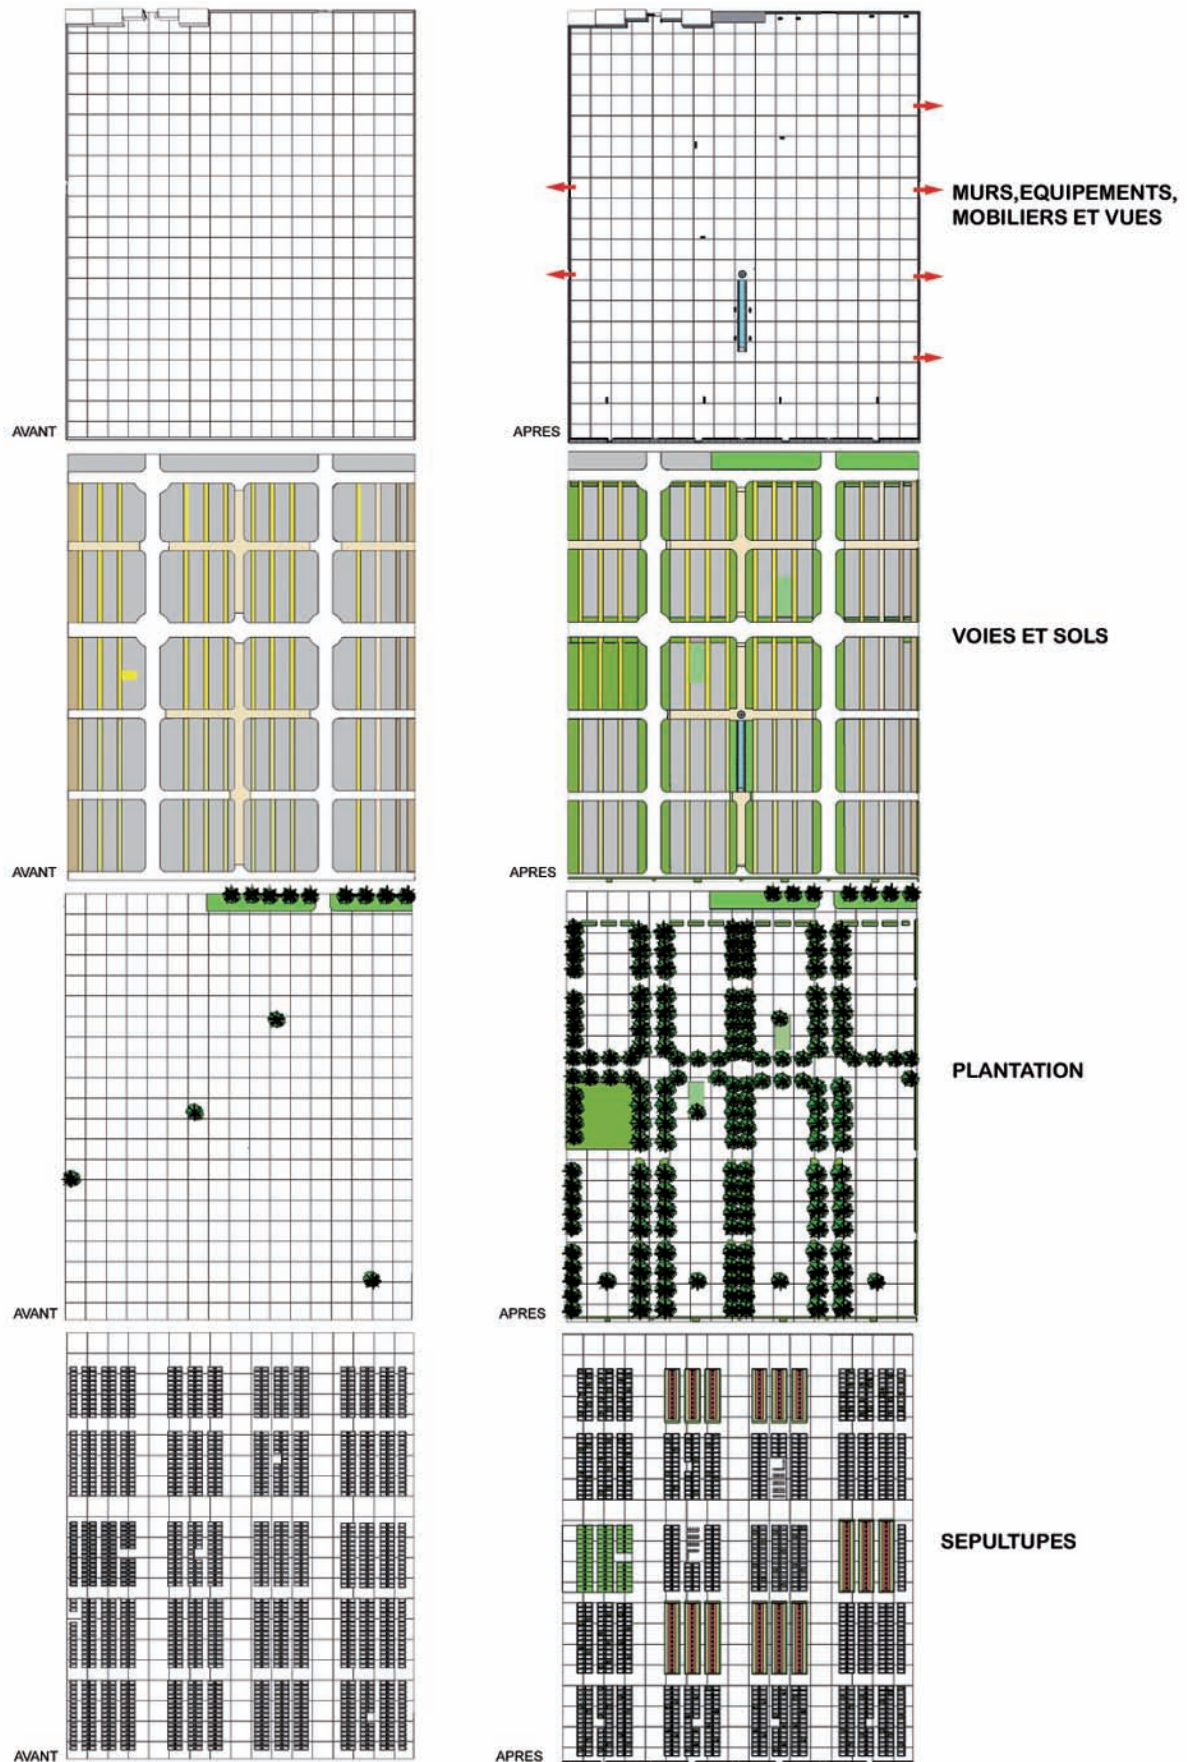 MURS,EQUIPEMENTS,
MOBILIERS ET VUES
AVANT
APRES
VOIES ET SOLS
AVANT
APRES
PLANTATION
AVANT
APRES
SEPULTUPES
AVANT
APRES